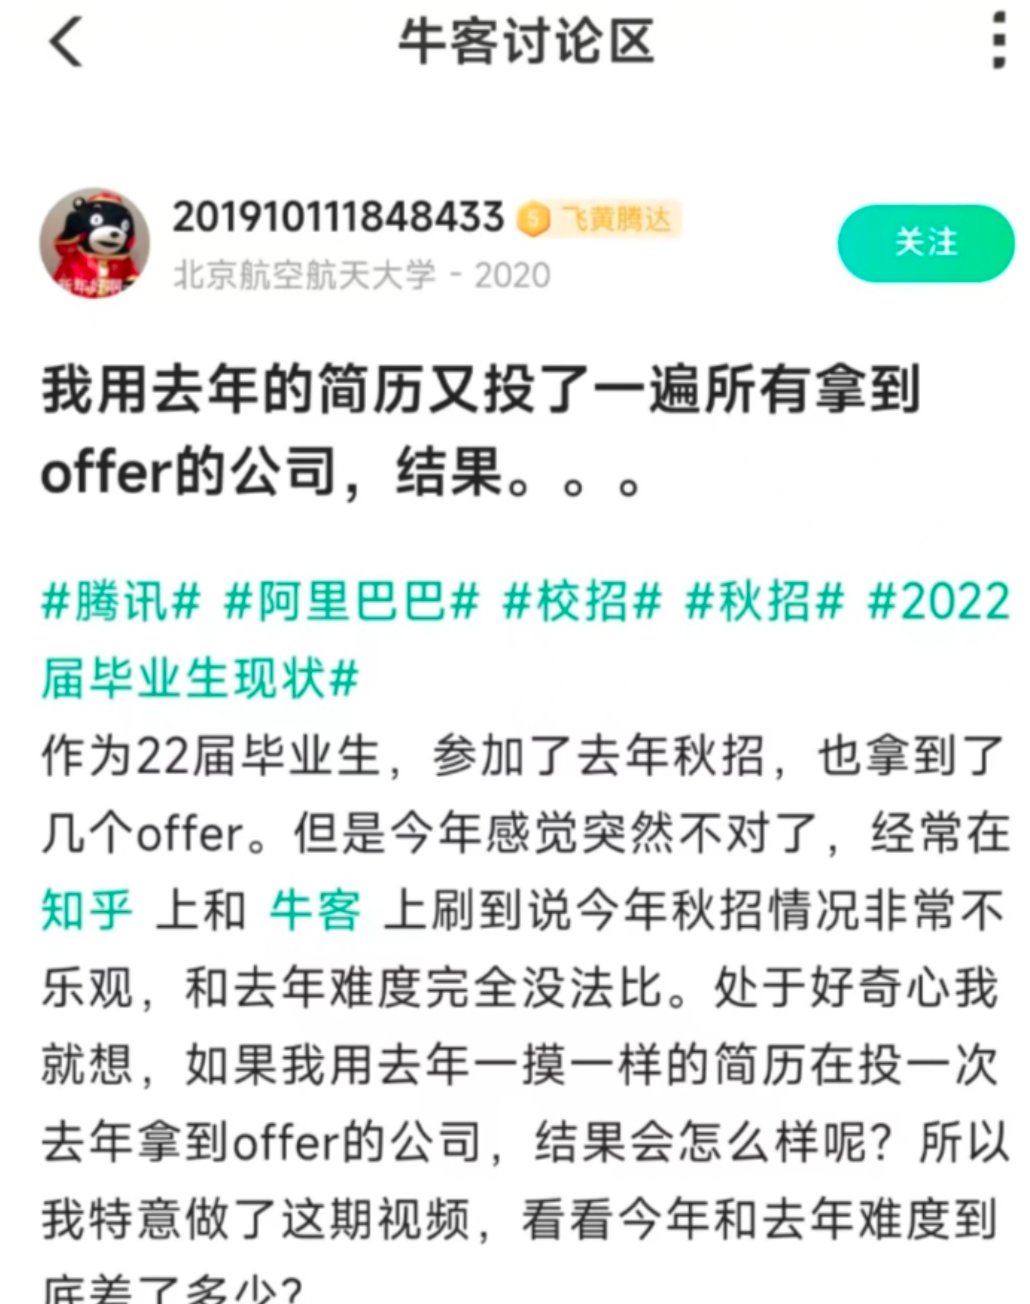 牛客讨论区
201910111848433 5 飞黄腾达
关注
北京航空航天大学 - 2020
新年好啊
我用去年的简历又投了一遍所有拿到
offer的公司，结果。。。
#腾讯# #阿里巴巴# #校招# #秋招# #2022
届毕业生现状#
作为22届毕业生，参加了去年秋招，也拿到了
几个offer。但是今年感觉突然不对了，经常在
知乎 上和 牛客 上刷到说今年秋招情况非常不
乐观，和去年难度完全没法比。处于好奇心我
就想，如果我用去年一摸一样的简历在投一次
去年拿到offer的公司，结果会怎么样呢？所以
我特意做了这期视频，看看今年和去年难度到
底差了多少？